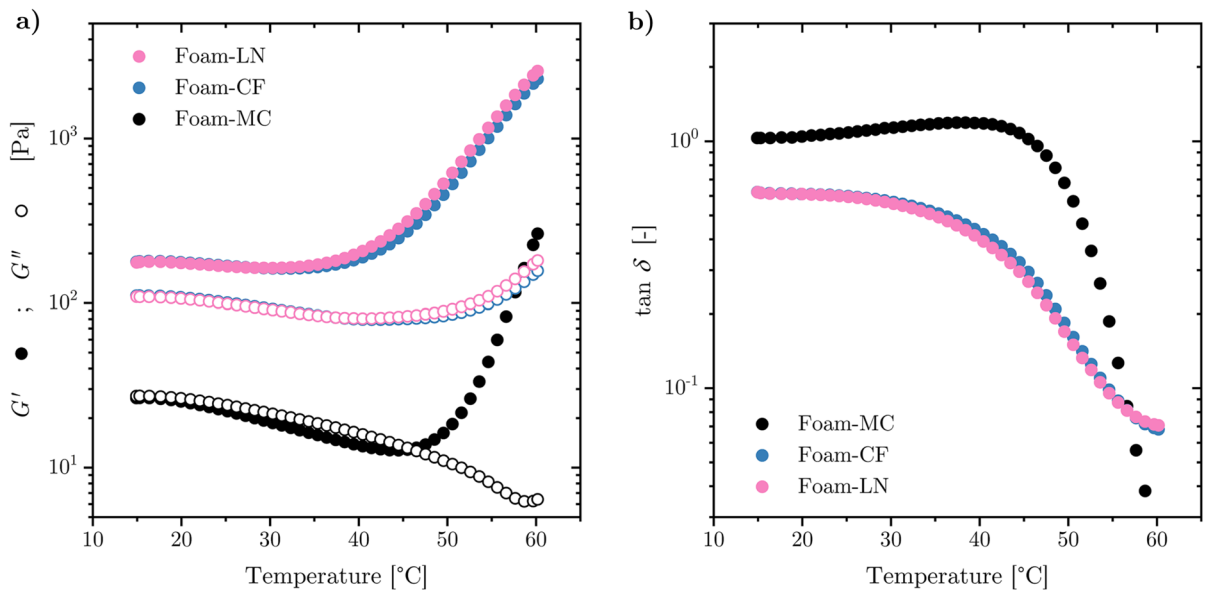 a)
G' ● ; G'' ○ [Pa]
Foam-LN
Foam-CF
Foam-MC
10³
10²
10¹
10 20 30 40 50 60
Temperature [°C]
b)
tan δ [-]
10⁰
10⁻¹
Foam-MC
Foam-CF
Foam-LN
10 20 30 40 50 60
Temperature [°C]